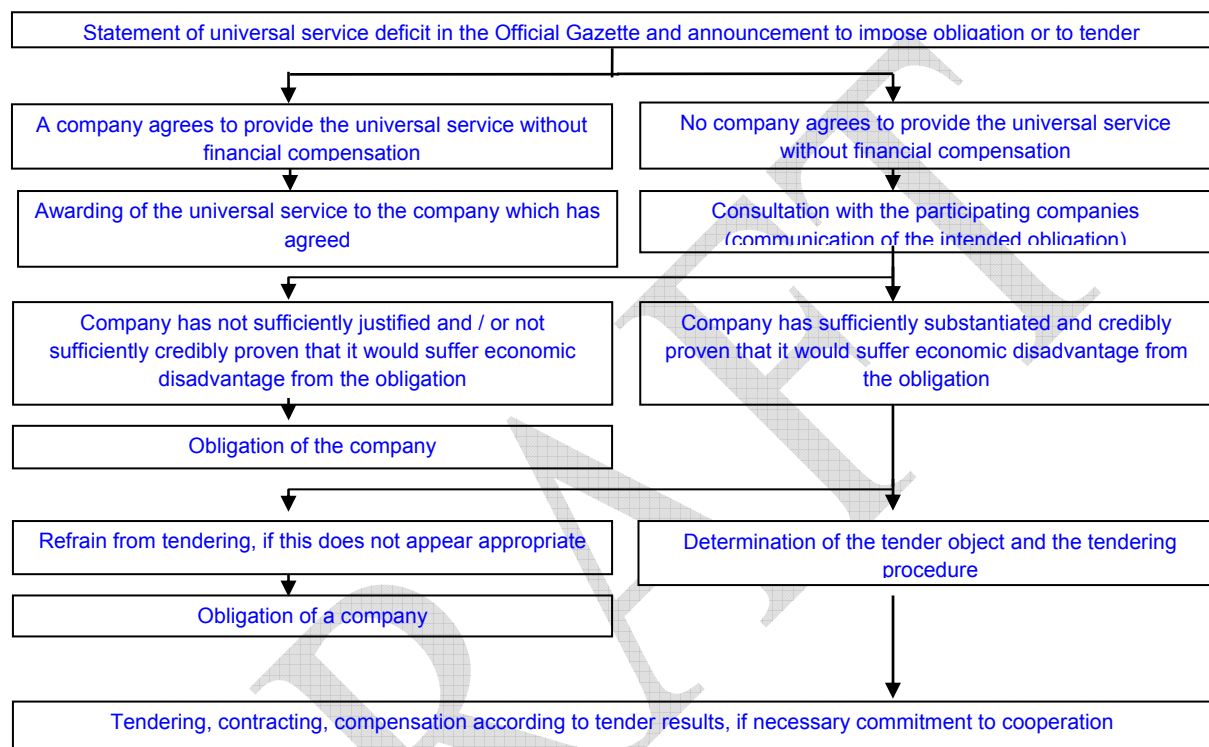 Statement of universal service deficit in the Official Gazette and announcement to impose obligation or to tender
A company agrees to provide the universal service without
financial compensation
No company agrees to provide the universal service
without financial compensation
Awarding of the universal service to the company which has
agreed
Consultation with the participating companies
(communication of the intended obligation)
Company has not sufficiently justified and / or not
sufficiently credibly proven that it would suffer economic
disadvantage from the obligation
Company has sufficiently substantiated and credibly
proven that it would suffer economic disadvantage from
the obligation
Obligation of the company
Refrain from tendering, if this does not appear appropriate
Determination of the tender object and the tendering
procedure
Obligation of a company
Tendering, contracting, compensation according to tender results, if necessary commitment to cooperation
DRAFT